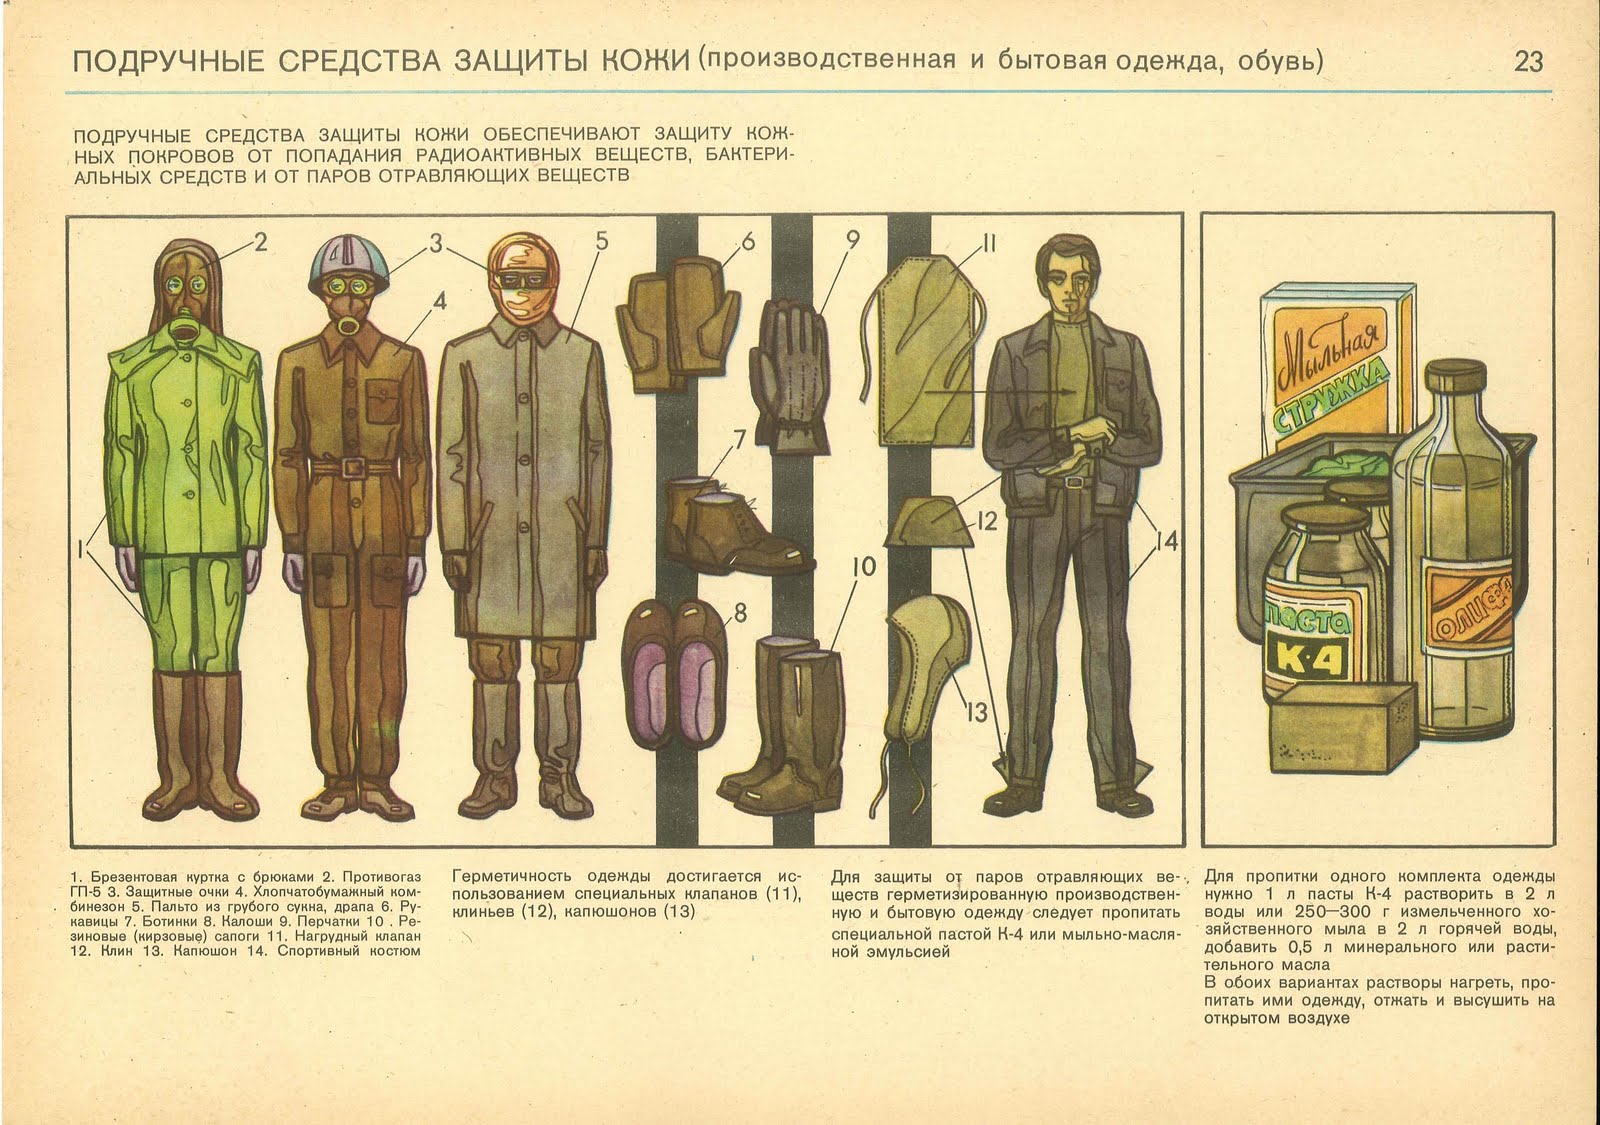 ПОДРУЧНЫЕ СРЕДСТВА ЗАЩИТЫ КОЖИ (производственная и бытовая одежда, обувь)
23
ПОДРУЧНЫЕ СРЕДСТВА ЗАЩИТЫ КОЖИ ОБЕСПЕЧИВАЮТ ЗАЩИТУ КОЖ-
НЫХ ПОКРОВОВ ОТ ПОПАДАНИЯ РАДИОАКТИВНЫХ ВЕЩЕСТВ, БАКТЕРИ-
АЛЬНЫХ СРЕДСТВ И ОТ ПАРОВ ОТРАВЛЯЮЩИХ ВЕЩЕСТВ
2
3
4
5
1
6
9
11
7
12
10
14
8
13
Мыльная
СТРУЖКА
ПАСТА
К·4
ОЛИФА
1. Брезентовая куртка с брюками 2. Противогаз
ГП-5 3. Защитные очки 4. Хлопчатобумажный ком-
бинезон 5. Пальто из грубого сукна, драпа 6. Ру-
кавицы 7. Ботинки 8. Калоши 9. Перчатки 10 . Ре-
зиновые (кирзовые) сапоги 11. Нагрудный клапан
12. Клин 13. Капюшон 14. Спортивный костюм
Герметичность одежды достигается ис-
пользованием специальных клапанов (11),
клиньев (12), капюшонов (13)
Для защиты от паров отравляющих ве-
ществ герметизированную производствен-
ную и бытовую одежду следует пропитать
специальной пастой К-4 или мыльно-масля-
ной эмульсией
Для пропитки одного комплекта одежды
нужно 1 л пасты К-4 растворить в 2 л
воды или 250—300 г измельченного хо-
зяйственного мыла в 2 л горячей воды,
добавить 0,5 л минерального или расти-
тельного масла
В обоих вариантах растворы нагреть, про-
питать ими одежду, отжать и высушить на
открытом воздухе